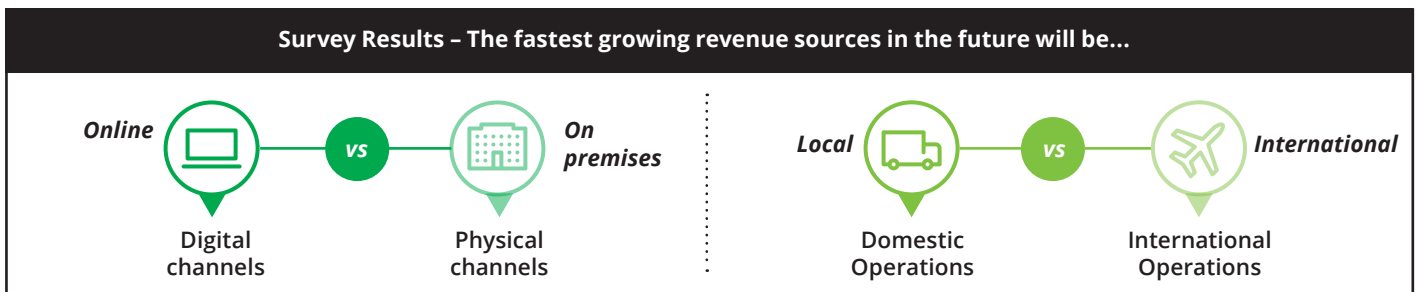 Survey Results – The fastest growing revenue sources in the future will be...
Online
vs
On
premises
Digital
channels
Physical
channels
Local
vs
International
Domestic
Operations
International
Operations